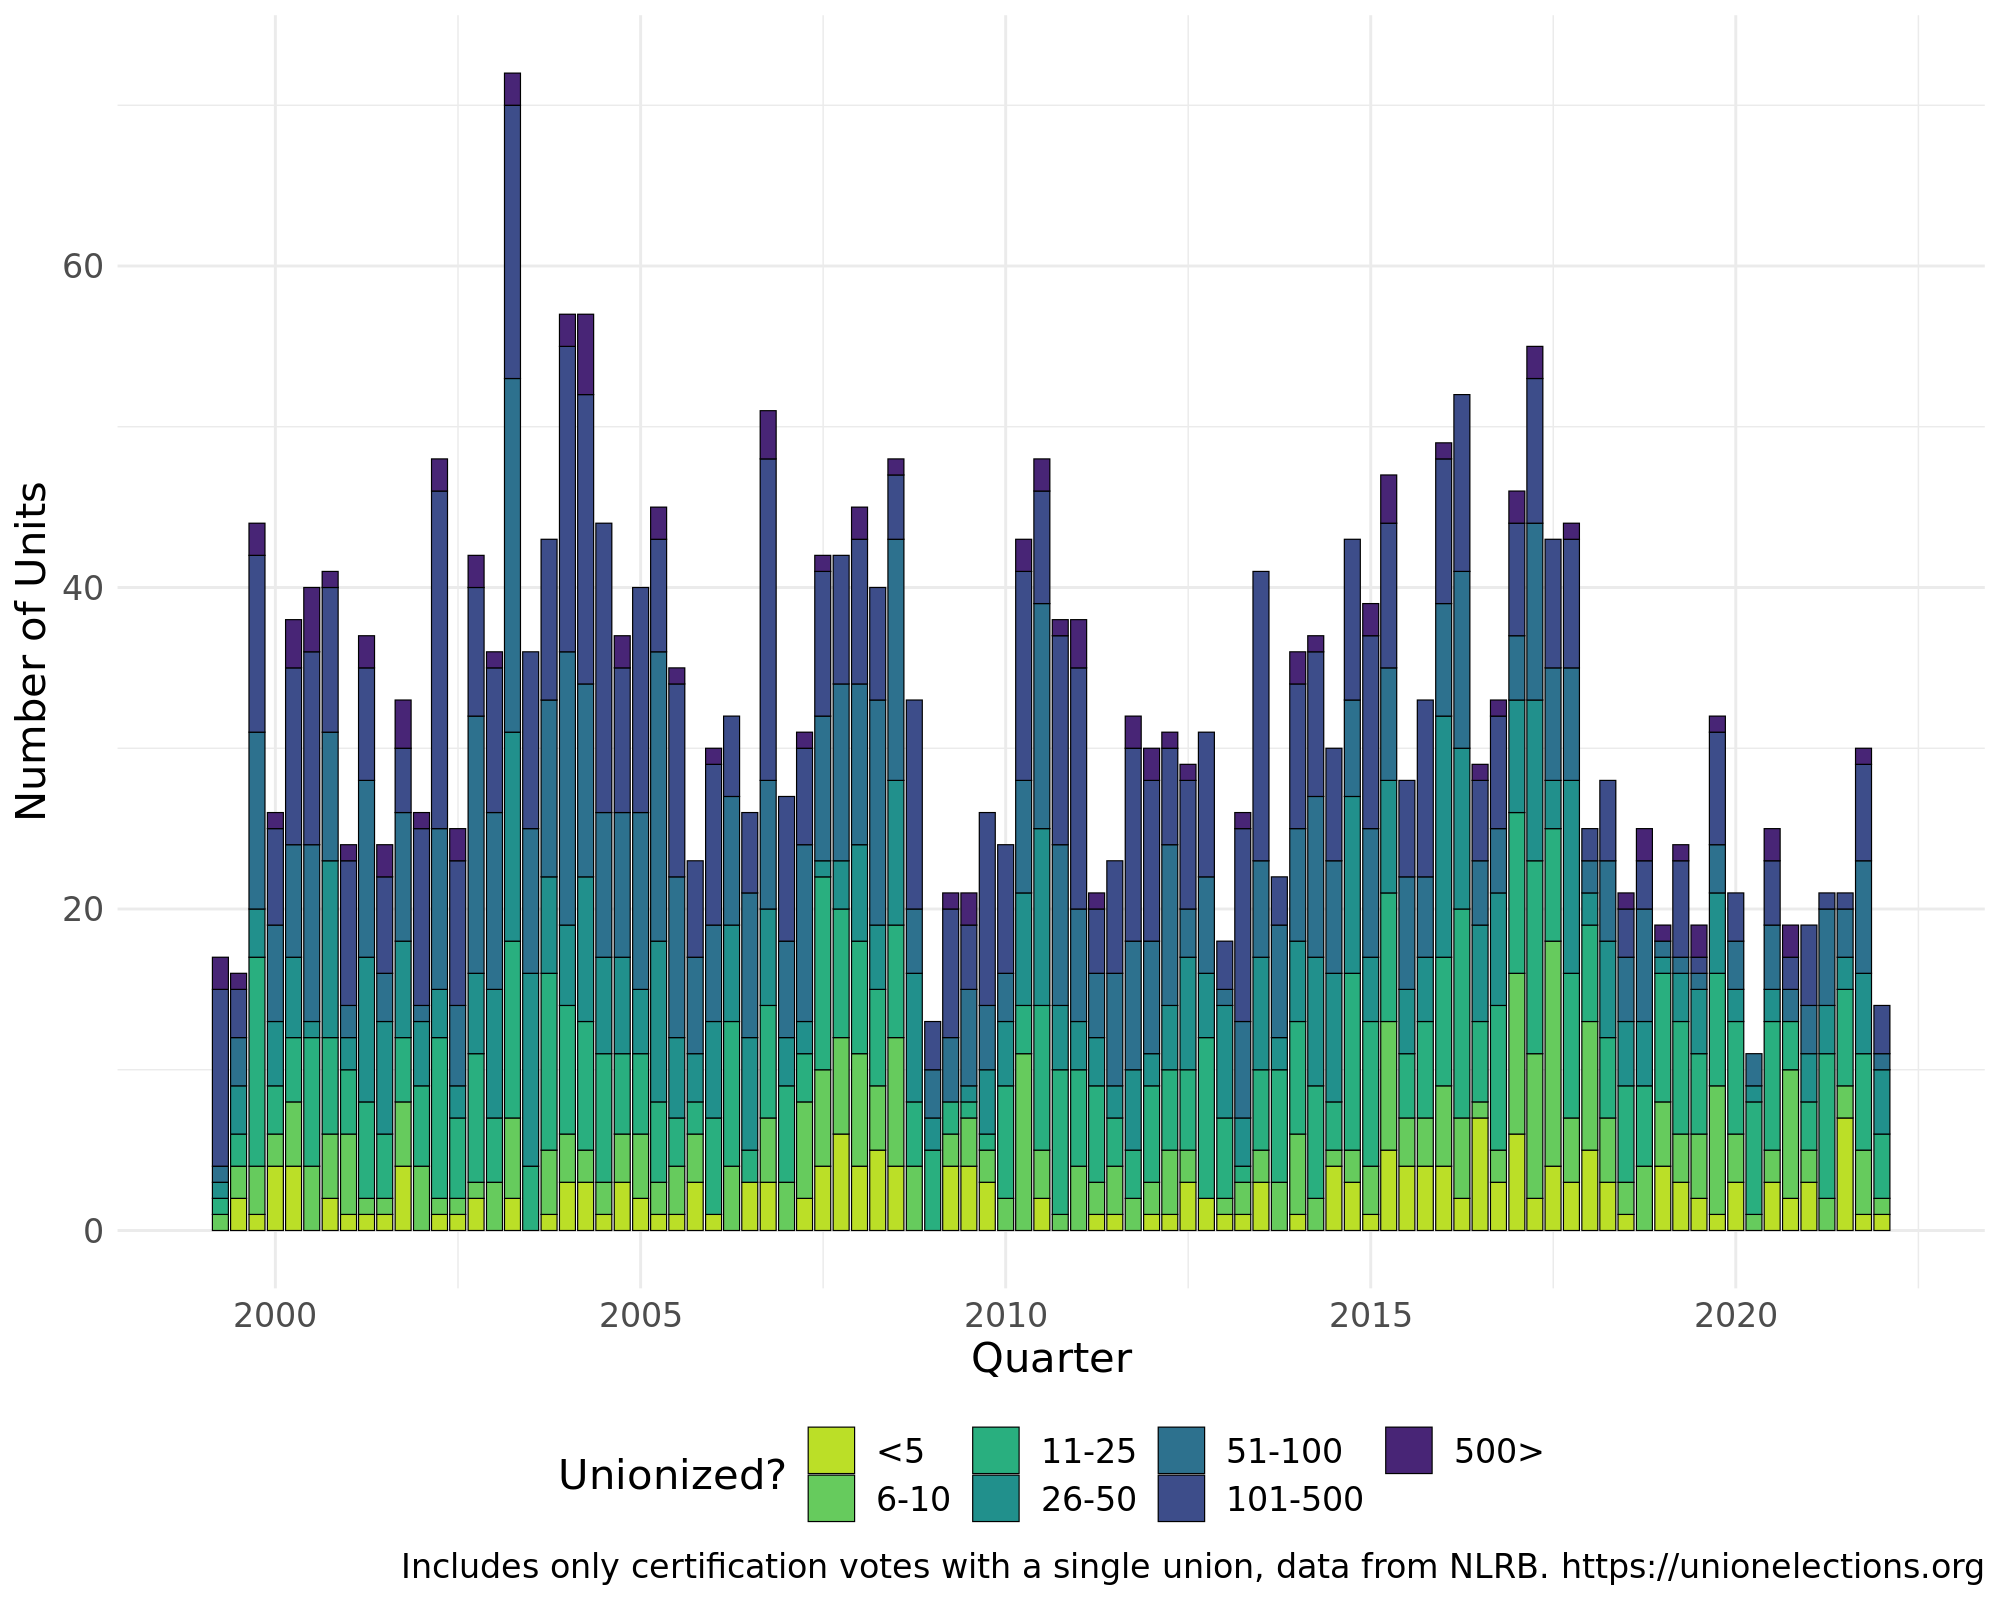 60
40
20
0
Number of Units
2000 2005 2010 2015 2020
Quarter
Unionized?
<5 11-25 51-100 500>
6-10 26-50 101-500
Includes only certification votes with a single union, data from NLRB. https://unionelections.org